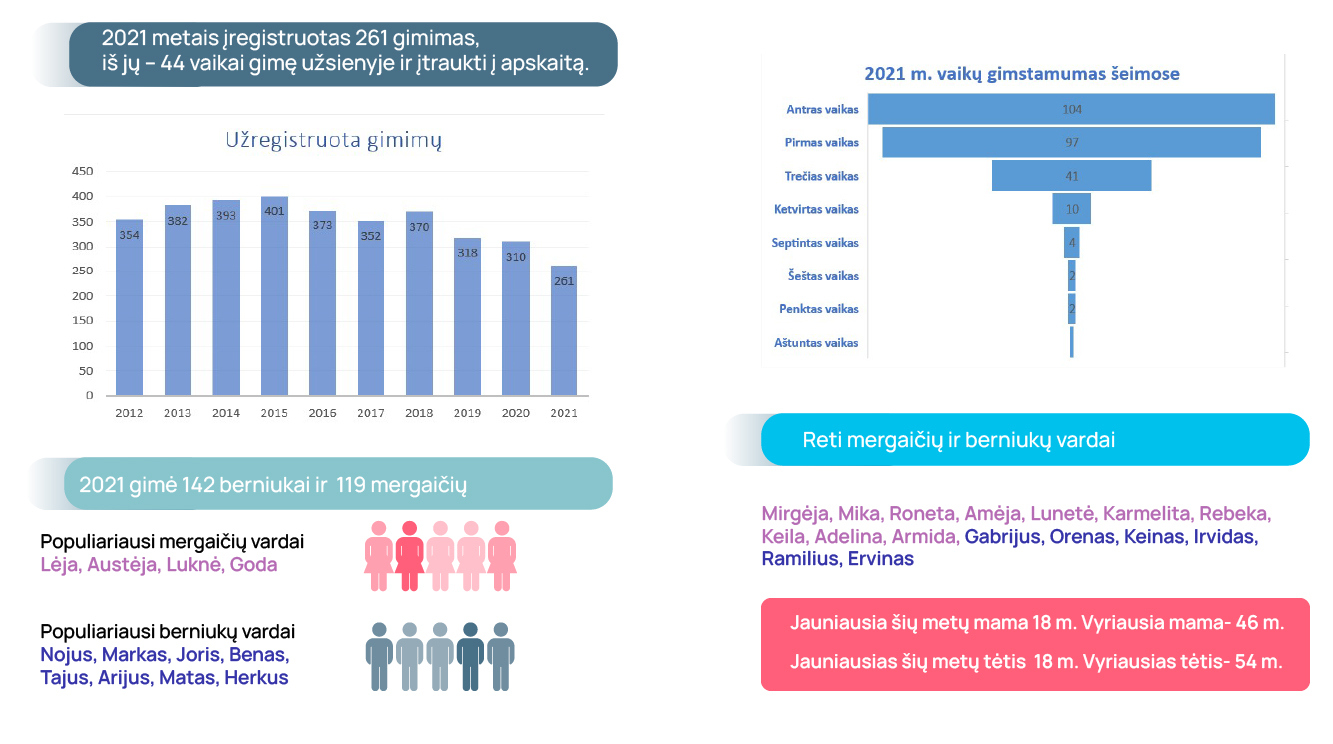 2021 metais įregistruotas 261 gimimas,
iš jų – 44 vaikai gimę užsienyje ir įtraukti į apskaitą.
Užregistruota gimimų
450
400
350
300
250
200
150
100
50
0
354
382
393
401
373
352
370
318
310
261
2012 2013 2014 2015 2016 2017 2018 2019 2020 2021
2021 gimė 142 berniukai ir 119 mergaičių
Populiariausi mergaičių vardai
Lėja, Austėja, Luknė, Goda
Populiariausi berniukų vardai
Nojus, Markas, Joris, Benas,
Tajus, Arijus, Matas, Herkus
2021 m. vaikų gimstamumas šeimose
Antras vaikas 104
Pirmas vaikas 97
Trečias vaikas 41
Ketvirtas vaikas 10
Septintas vaikas 4
Šeštas vaikas 2
Penktas vaikas 2
Aštuntas vaikas
Reti mergaičių ir berniukų vardai
Mirgėja, Mika, Roneta, Amėja, Lunetė, Karmelita, Rebeka,
Keila, Adelina, Armida, Gabrijus, Orenas, Keinas, Irvidas,
Ramilius, Ervinas
Jauniausia šių metų mama 18 m. Vyriausia mama- 46 m.
Jauniausias šių metų tėtis 18 m. Vyriausias tėtis- 54 m.